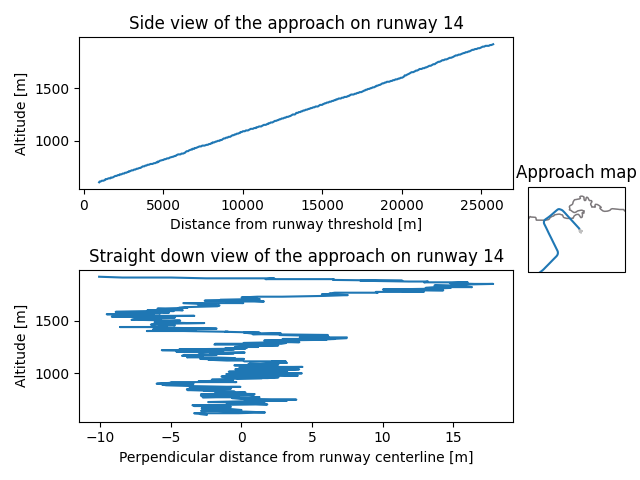 Side view of the approach on runway 14
Altitude [m]
1500
1000
0
5000
10000
15000
20000
25000
Distance from runway threshold [m]
Approach map
Straight down view of the approach on runway 14
Altitude [m]
1500
1000
−10
−5
0
5
10
15
Perpendicular distance from runway centerline [m]